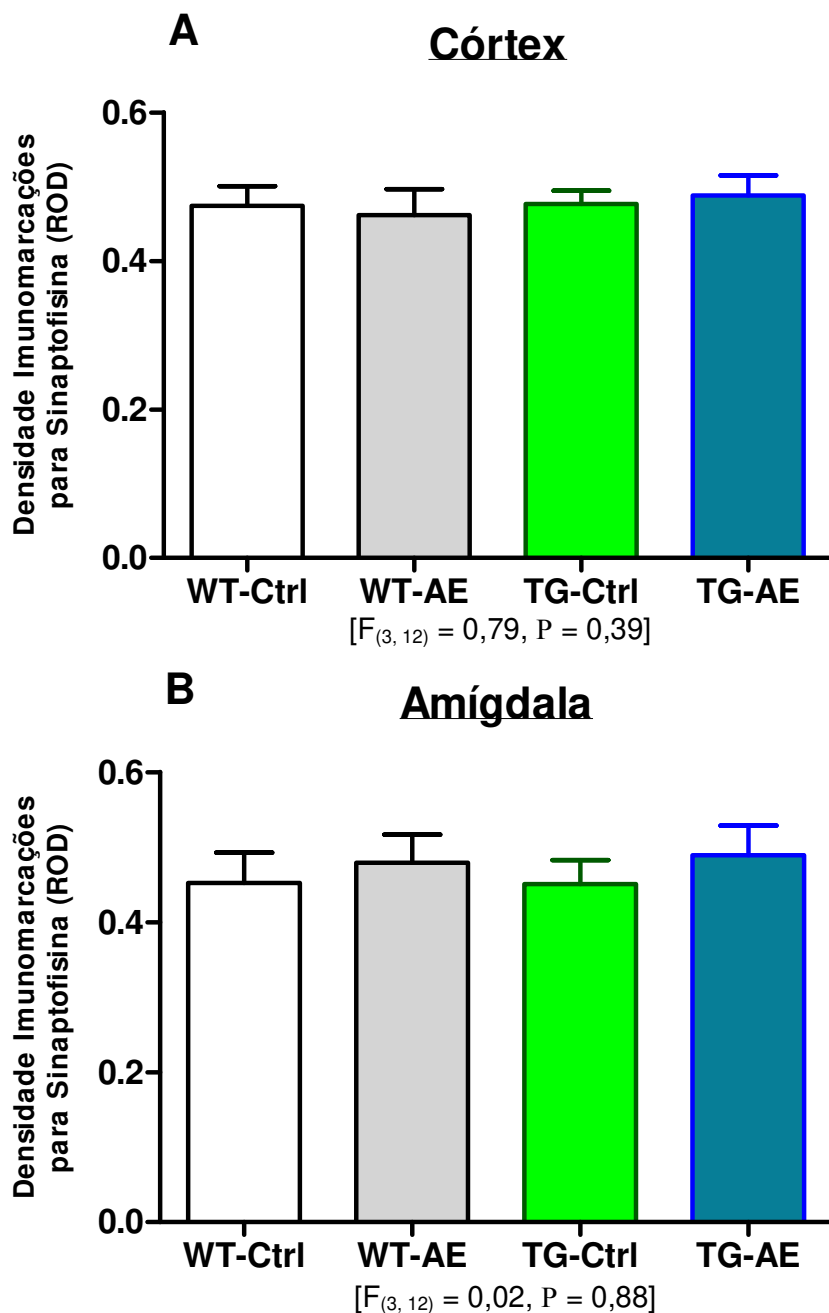 A
Córtex
Densidade Imunomarcações
para Sinaptofisina (ROD)
0.6
0.4
0.2
0.0
WT-Ctrl WT-AE TG-Ctrl TG-AE
[F(3, 12) = 0,79, P = 0,39]
B
Amígdala
Densidade Imunomarcações
para Sinaptofisina (ROD)
0.6
0.4
0.2
0.0
WT-Ctrl WT-AE TG-Ctrl TG-AE
[F(3, 12) = 0,02, P = 0,88]